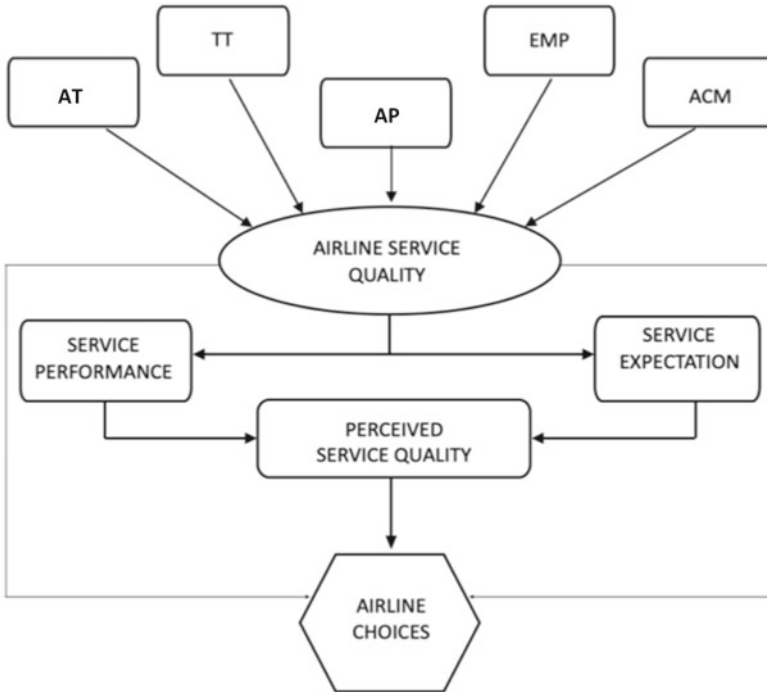 TT
EMP
AT
AP
ACM
AIRLINE SERVICE
QUALITY
SERVICE
PERFORMANCE
SERVICE
EXPECTATION
PERCEIVED
SERVICE QUALITY
AIRLINE
CHOICES